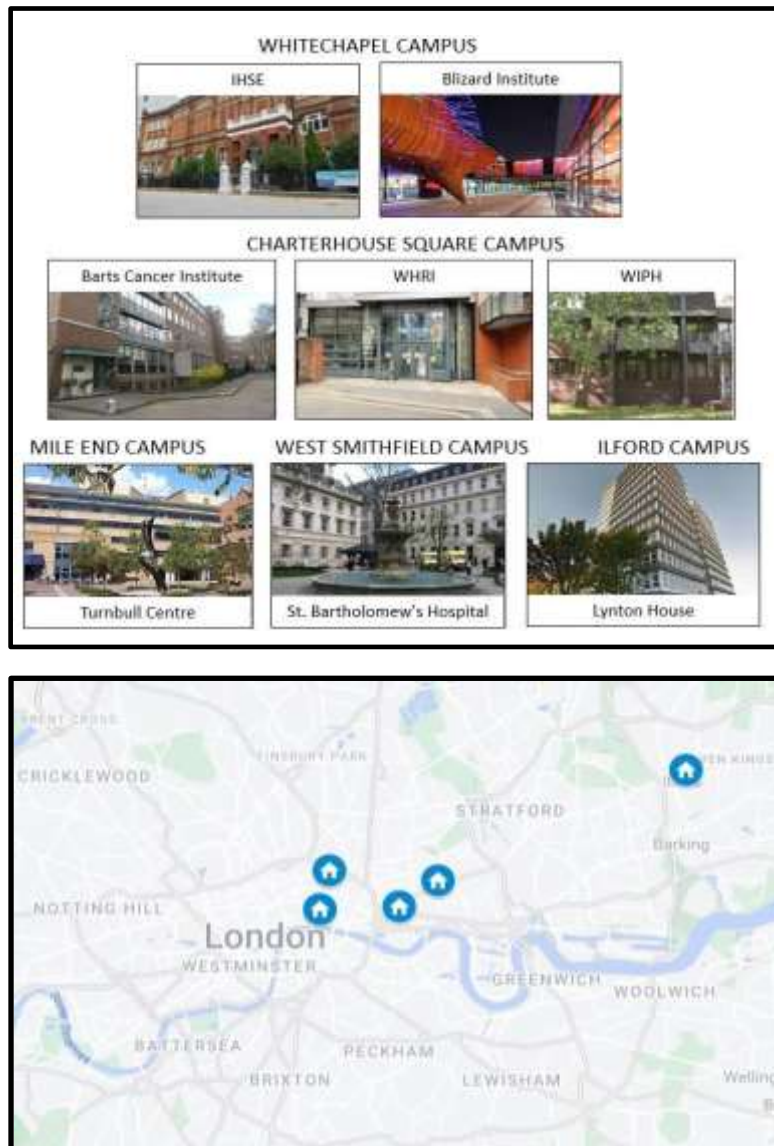 WHITECHAPEL CAMPUS
IHSE
Blizard Institute
CHARTERHOUSE SQUARE CAMPUS
Barts Cancer Institute
WHRI
WIPH
MILE END CAMPUS
WEST SMITHFIELD CAMPUS
ILFORD CAMPUS
Turnbull Centre
St. Bartholomew's Hospital
Lynton House
CRICKLEWOOD
FINSBURY PARK
STRATFORD
Barking
NOTTING HILL
London
WESTMINSTER
GREENWICH
WOOLWICH
BATTERSEA
PECKHAM
BRIXTON
LEWISHAM